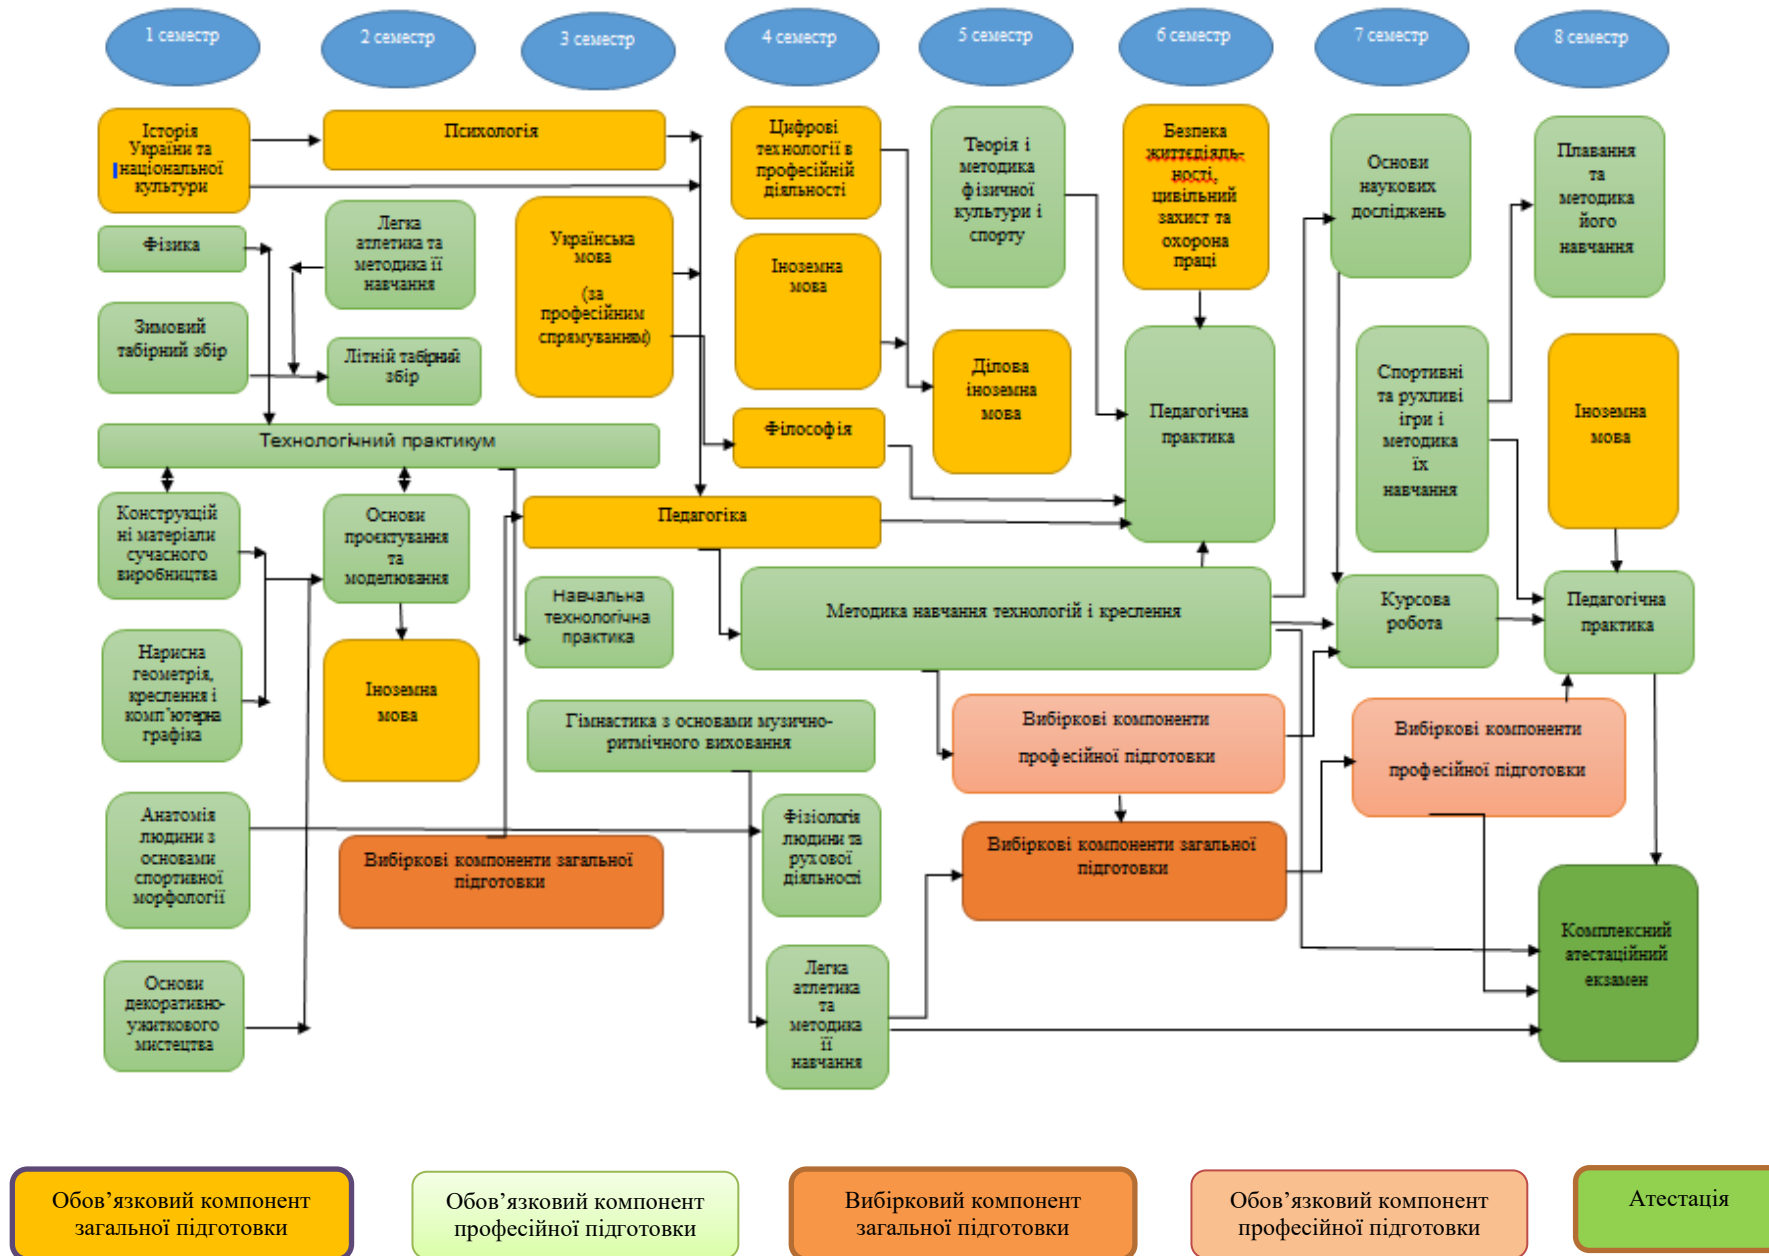 1 семестр
2 семестр
3 семестр
4 семестр
5 семестр
6 семестр
7 семестр
8 семестр
Історія
України та
національної
культури
Психологія
Цифрові
технології в
професійній
діяльності
Теорія і
методика
фізичної
культури і
спорту
Безпека
життєдіяль-
ності,
цивільний
захист та
охорона
праці
Основи
наукових
досліджень
Плавання
та
методика
його
навчання
Фізика
Легка
атлетика та
методика її
навчання
Українська
мова
(за
професійним
спрямуванням)
Іноземна
мова
Зимовий
табірний збір
Літній табірний
збір
Ділова
іноземна
мова
Педагогічна
практика
Спортивні
та рухливі
ігри і
методика
їх
навчання
Іноземна
мова
Технологічний практикум
Філософія
Конструкцій
ні матеріали
сучасного
виробництва
Основи
проєктування
та
моделювання
Педагогіка
Навчальна
технологічна
практика
Методика навчання технологій і креслення
Курсова
робота
Педагогічна
практика
Нарисна
геометрія,
креслення і
комп'ютерна
графіка
Іноземна
мова
Гімнастика з основами музично-
ритмічного виховання
Вибіркові компоненти
професійної підготовки
Вибіркові компоненти
професійної підготовки
Анатомія
людини з
основами
спортивної
морфології
Вибіркові компоненти загальної
підготовки
Фізіологія
людини та
рухової
діяльності
Вибіркові компоненти загальної
підготовки
Комплексний
атестаційний
екзамен
Основи
декоративно-
ужиткового
мистецтва
Легка
атлетика
та
методика
її
навчання
Обов’язковий компонент
загальної підготовки
Обов’язковий компонент
професійної підготовки
Вибірковий компонент
загальної підготовки
Обов’язковий компонент
професійної підготовки
Атестація